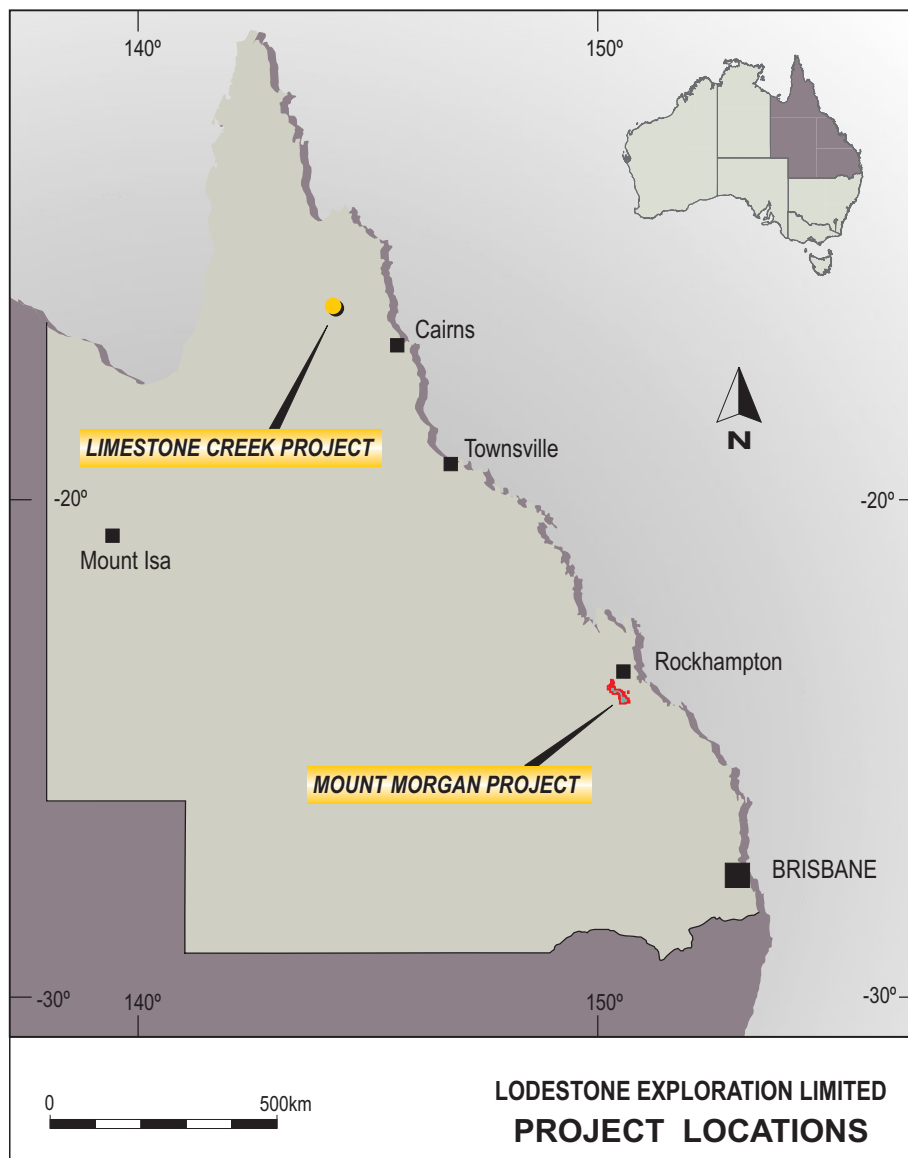 140º
150º
Cairns
LIMESTONE CREEK PROJECT
Townsville
N
-20º
-20º
Mount Isa
Rockhampton
MOUNT MORGAN PROJECT
BRISBANE
-30º
140º
150º
-30º
0
500km
LODESTONE EXPLORATION LIMITED
PROJECT LOCATIONS